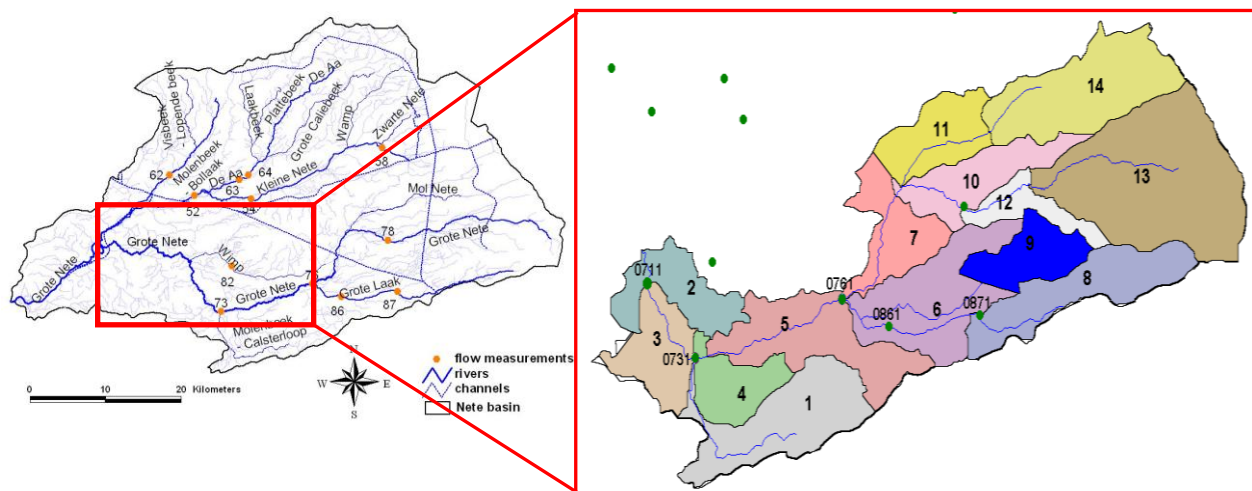 Visbeek
- Lopende beek
Laakbeek
Plattebeek
De Aa
Grote Caliebeek
Wamp
Zwarte Nete
58
62
Molenbeek
- Bollaak
De Aa
64
63
Kleine Nete
52
54
Mol Nete
78
Grote Nete
Grote Nete
Wimp
82
Grote Nete
73
Grote Nete
Grote Laak
86
87
Molenbeek
- Calsterloop
N
W
E
S
0 10 20 Kilometers
flow measurements
rivers
channels
Nete basin
14
11
10
13
12
7
9
0711
2
0761
8
6
0871
5
0861
3
0731
4
1